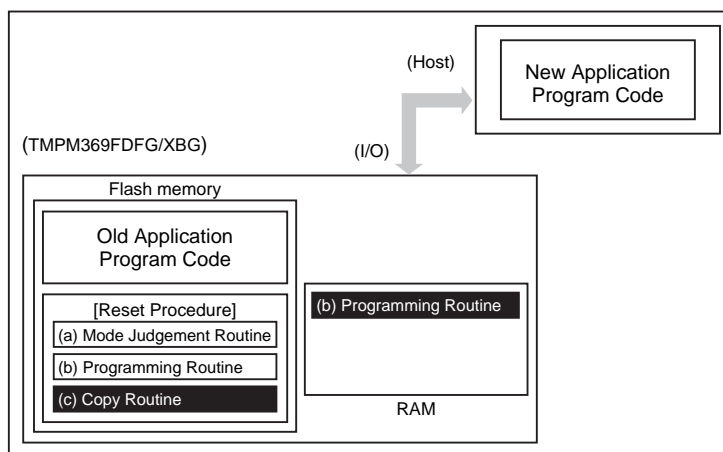 (Host)
New Application
Program Code
(TMPM369FDFG/XBG)
(I/O)
Flash memory
Old Application
Program Code
[Reset Procedure]
(a) Mode Judgement Routine
(b) Programming Routine
(c) Copy Routine
(b) Programming Routine
RAM